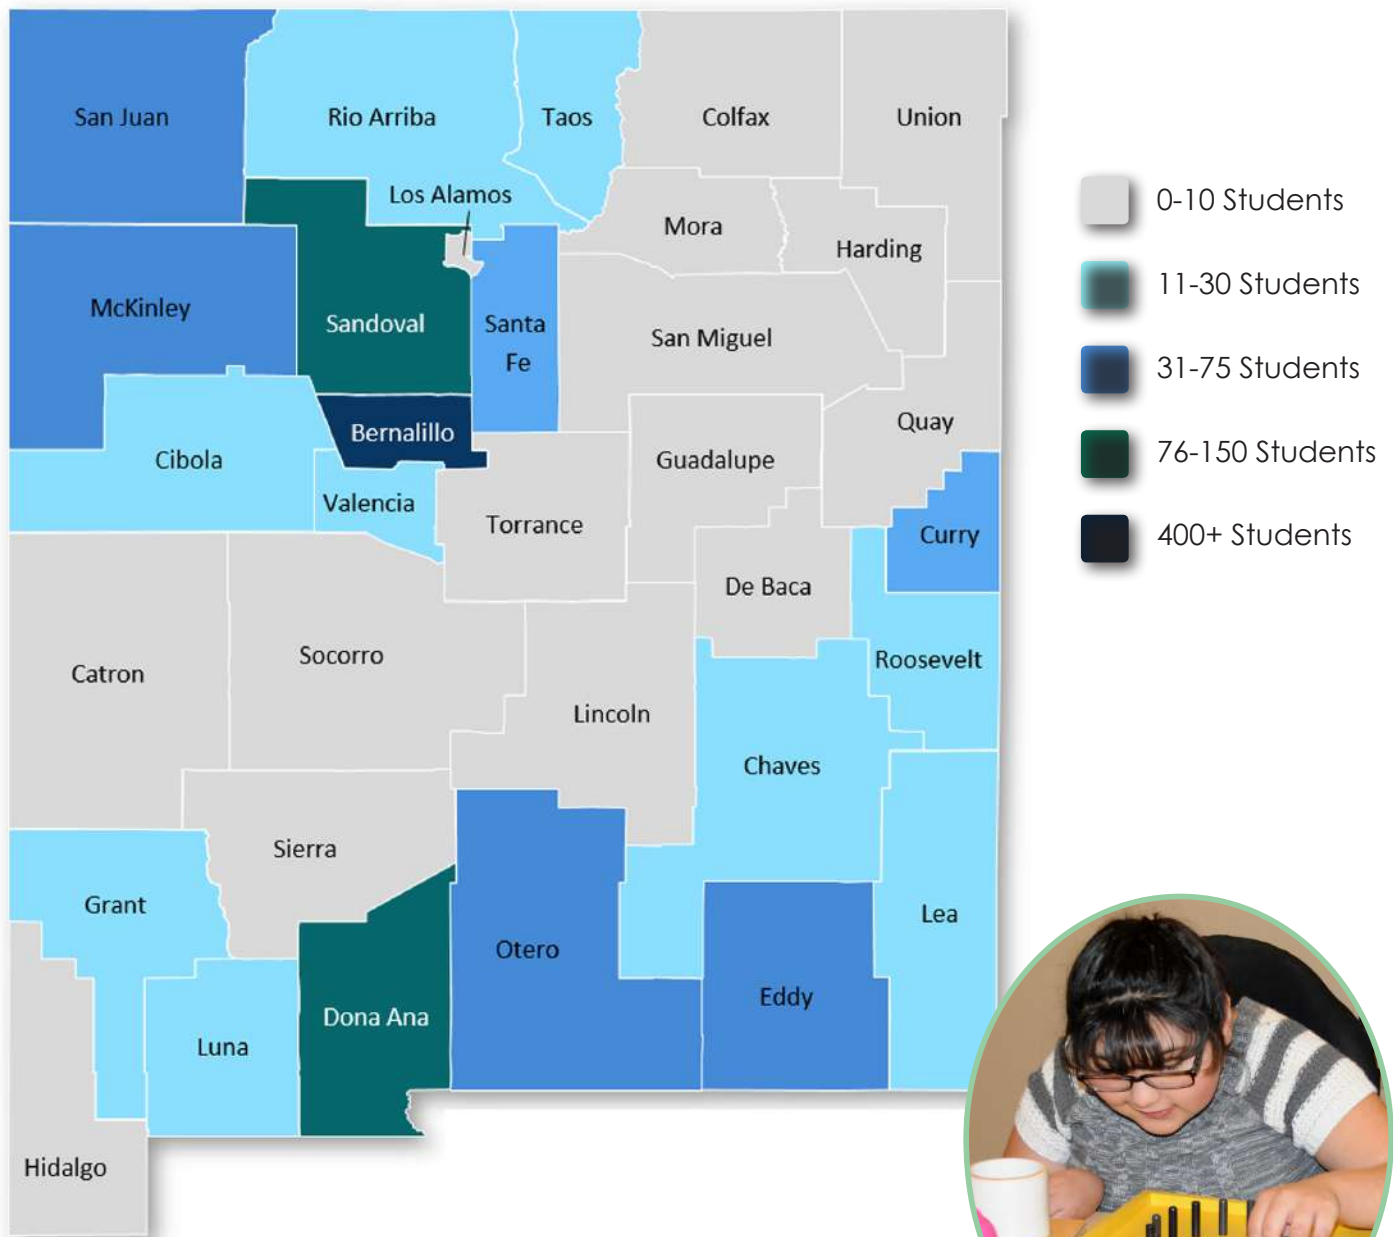 San Juan
Rio Arriba
Taos
Colfax
Union
Los Alamos
Mora
Harding
McKinley
Sandoval
Santa
Fe
San Miguel
Quay
Bernalillo
Cibola
Guadalupe
Valencia
Torrance
Curry
De Baca
Socorro
Roosevelt
Catron
Lincoln
Chaves
Sierra
Grant
Lea
Otero
Eddy
Dona Ana
Luna
Hidalgo
0-10 Students
11-30 Students
31-75 Students
76-150 Students
400+ Students